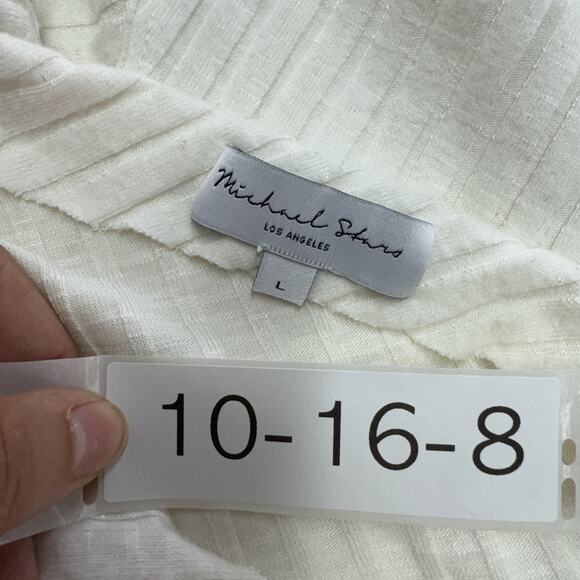 Michael Stars
LOS ANGELES
L
10-16-8